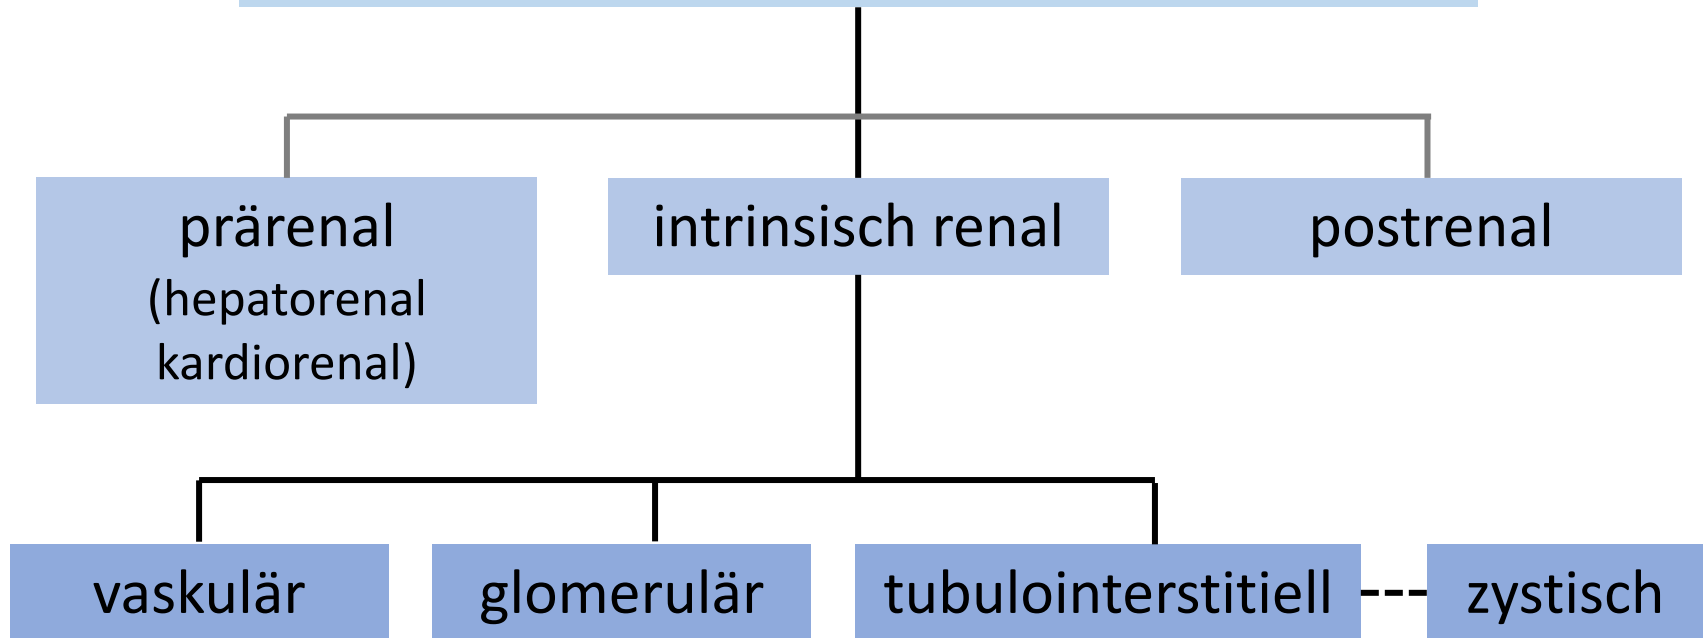 prärenal
(hepatorenal
kardiorenal)
intrinsisch renal
postrenal
vaskulär
glomerulär
tubulointerstitiell
zystisch